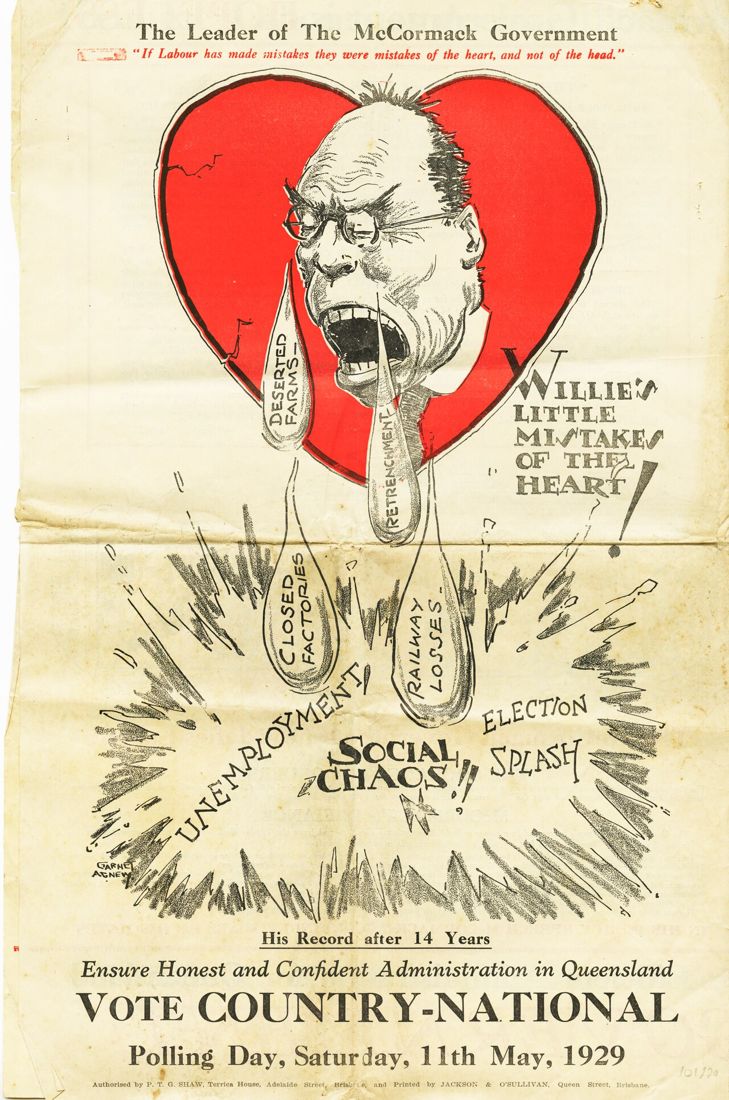 The Leader of The McCormack Government
"If Labour has made mistakes they were mistakes of the heart, and not of the head."
DESERTED
FARMS—
RETRENCHMENT—
WILLIE'S
LITTLE
MISTAKES
OF THE
HEART!
CLOSED
FACTORIES
RAILWAY
LOSSES—
UNEMPLOYMENT!
SOCIAL
CHAOS!!
ELECTION
SPLASH
GARNET
AGNEW
His Record after 14 Years
Ensure Honest and Confident Administration in Queensland
VOTE COUNTRY-NATIONAL
Polling Day, Saturday, 11th May, 1929
Authorised by P. T. G. SHAW, Terrica House, Adelaide Street, Brisbane, and Printed by JACKSON & O'SULLIVAN, Queen Street, Brisbane.